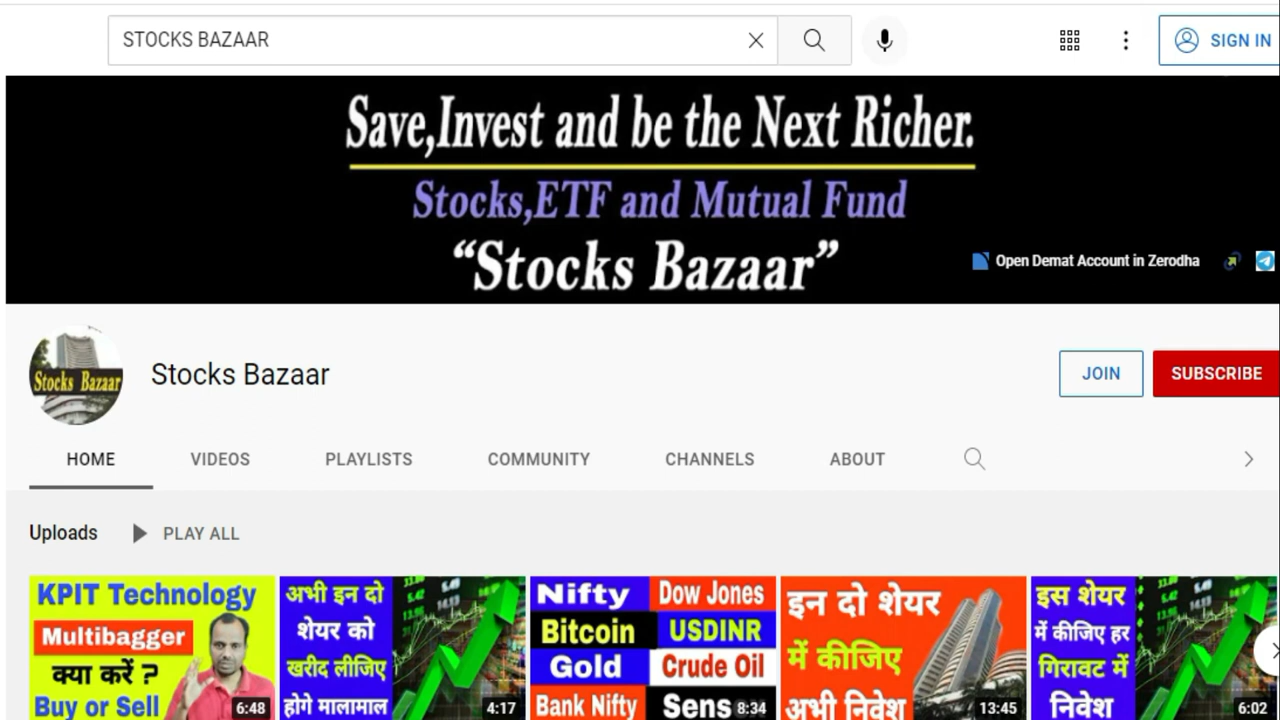 STOCKS BAZAAR
SIGN IN
Save,Invest and be the Next Richer.
Stocks,ETF and Mutual Fund
“Stocks Bazaar”
Open Demat Account in Zerodha
Stocks Bazaar
Stocks Bazaar
JOIN
SUBSCRIBE
HOME
VIDEOS
PLAYLISTS
COMMUNITY
CHANNELS
ABOUT
Uploads
PLAY ALL
KPIT Technology
Multibagger
क्या करें ?
Buy or Sell
6:48
अभी इन दो
शेयर को
खरीद लीजिए
होगे मालामाल
4:17
Nifty
Dow Jones
Bitcoin
USDINR
Gold
Crude Oil
Bank Nifty
Sens
8:34
इन दो शेयर
में कीजिए
अभी निवेश
13:45
इस शेयर
में कीजिए हर
गिरावट में
निवेश
6:02